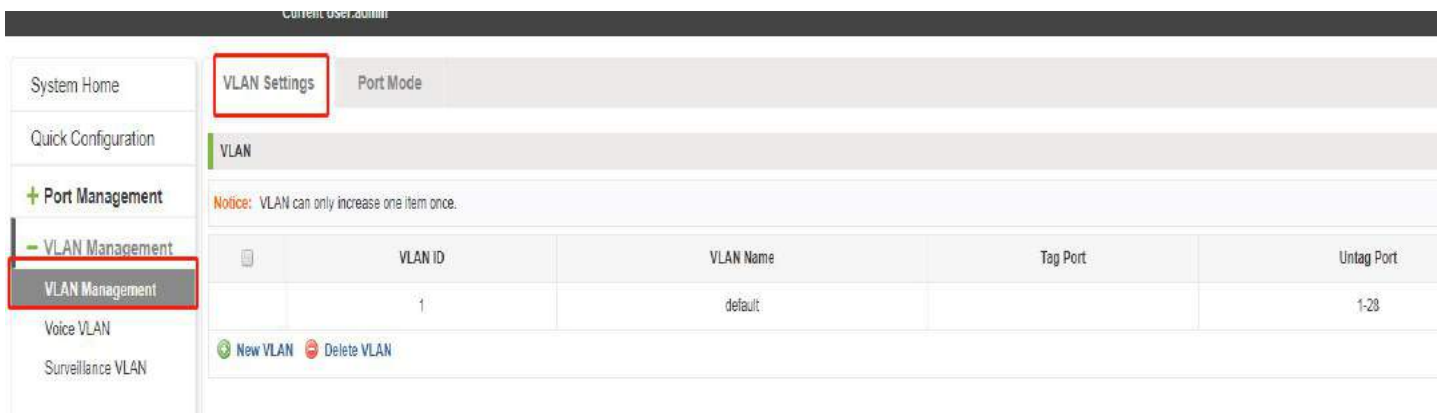 Current User:admin
System Home
Quick Configuration
+ Port Management
− VLAN Management
VLAN Management
Voice VLAN
Surveillance VLAN
VLAN Settings Port Mode
VLAN
Notice: VLAN can only increase one item once.
VLAN ID VLAN Name Tag Port Untag Port
1 default 1-28
New VLAN Delete VLAN